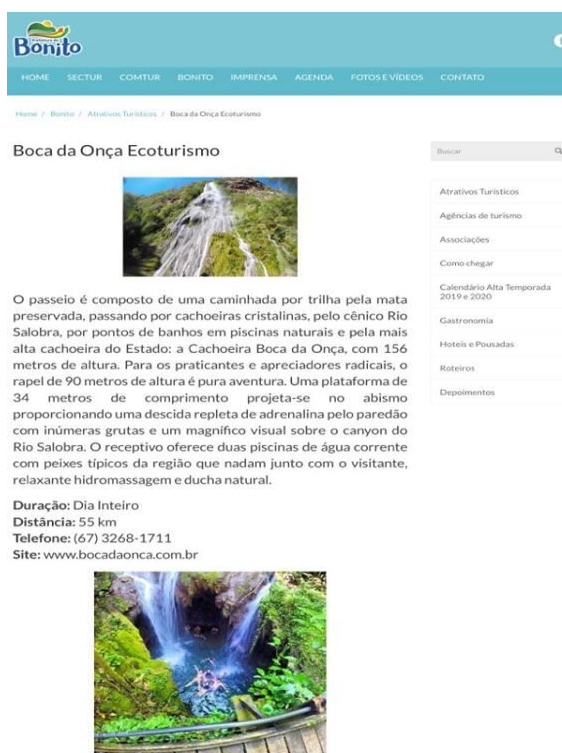 Bonito
HOME SECTUR COMTUR BONITO IMPRENSA AGENDA FOTOS E VÍDEOS CONTATO
Home / Bonito / Atrativos Turísticos / Boca da Onça Ecoturismo
Boca da Onça Ecoturismo
O passeio é composto de uma caminhada por trilha pela mata
preservada, passando por cachoeiras cristalinas, pelo cênico Rio
Salobra, por pontos de banhos em piscinas naturais e pela mais
alta cachoeira do Estado: a Cachoeira Boca da Onça, com 156
metros de altura. Para os praticantes e apreciadores radicais, o
rapel de 90 metros de altura é pura aventura. Uma plataforma de
34 metros de comprimento projeta-se no abismo
proporcionando uma descida repleta de adrenalina pelo paredão
com inúmeras grutas e um magnífico visual sobre o canyon do
Rio Salobra. O receptivo oferece duas piscinas de água corrente
com peixes típicos da região que nadam junto com o visitante,
relaxante hidromassagem e ducha natural.
Duração: Dia Inteiro
Distância: 55 km
Telefone: (67) 3268-1711
Site: www.bocadaonca.com.br
Buscar
Atrativos Turísticos
Agências de turismo
Associações
Como chegar
Calendário Alta Temporada
2019 e 2020
Gastronomia
Hoteis e Pousadas
Roteiros
Depoimentos